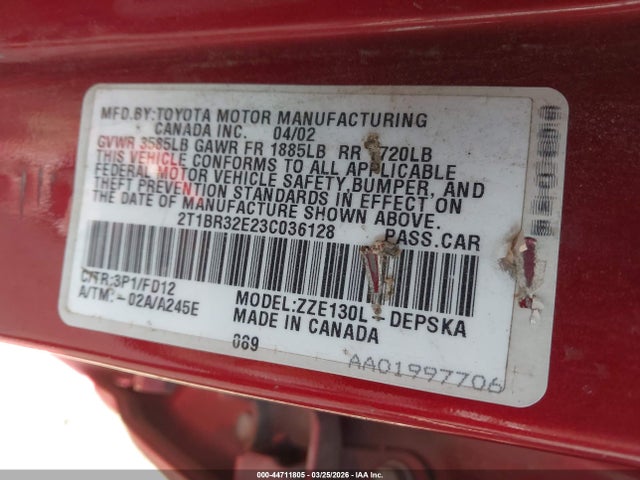 MFD.BY:TOYOTA MOTOR MANUFACTURING
CANADA INC. 04/02
GVWR 3585LB GAWR FR 1885LB RR 720LB
THIS VEHICLE CONFORMS TO ALL APPLICABLE
FEDERAL MOTOR VEHICLE SAFETY,BUMPER, AND
THEFT PREVENTION STANDARDS IN EFFECT ON
THE DATE OF MANUFACTURE SHOWN ABOVE.
2T1BR32E23C036128 PASS.CAR
C/TR:3P1/FD12
A/TM: -02A/A245E
MODEL:ZZE130L-DEPSKA
MADE IN CANADA
069
AA01997706
000-44711805 - 03/25/2026 - IAA Inc.